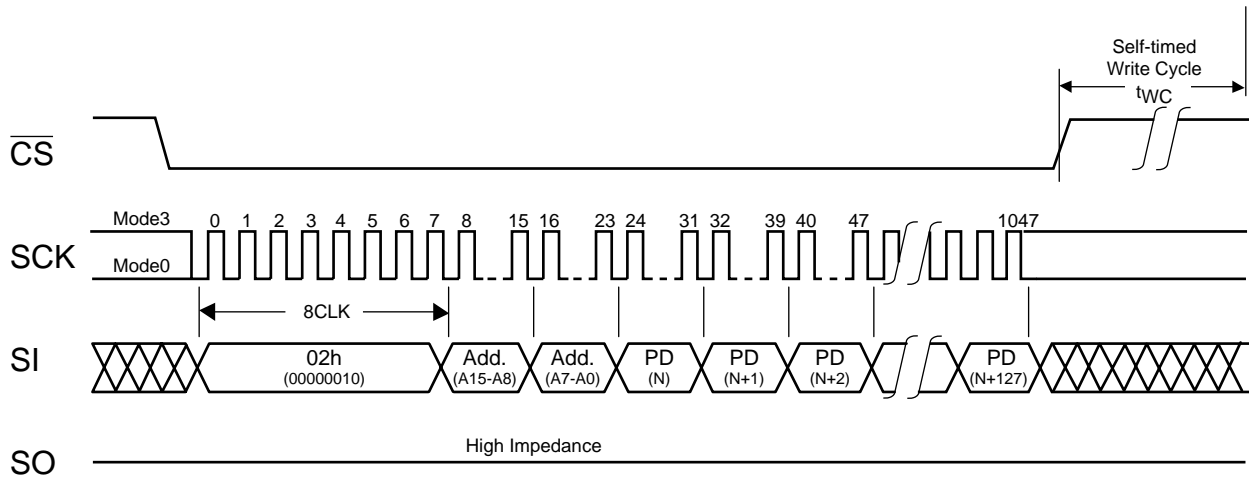 Self-timed
Write Cycle
tWC
CS
SCK
Mode3
Mode0
0 1 2 3 4 5 6 7 8 15 16 23 24 31 32 39 40 47 1047
8CLK
SI
02h
(00000010)
Add.
(A15-A8)
Add.
(A7-A0)
PD
(N)
PD
(N+1)
PD
(N+2)
PD
(N+127)
High Impedance
SO